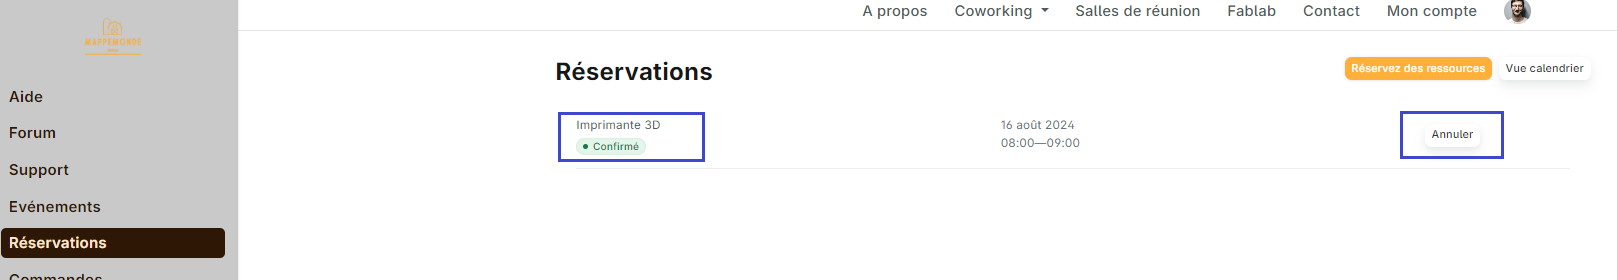 A propos Coworking Salles de réunion Fablab Contact Mon compte
MAPPEMONDE
Aide
Forum
Support
Evénements
Réservations
Commandes
Réservations
Réservez des ressources Vue calendrier
Imprimante 3D
Confirmé
16 août 2024
08:00—09:00
Annuler